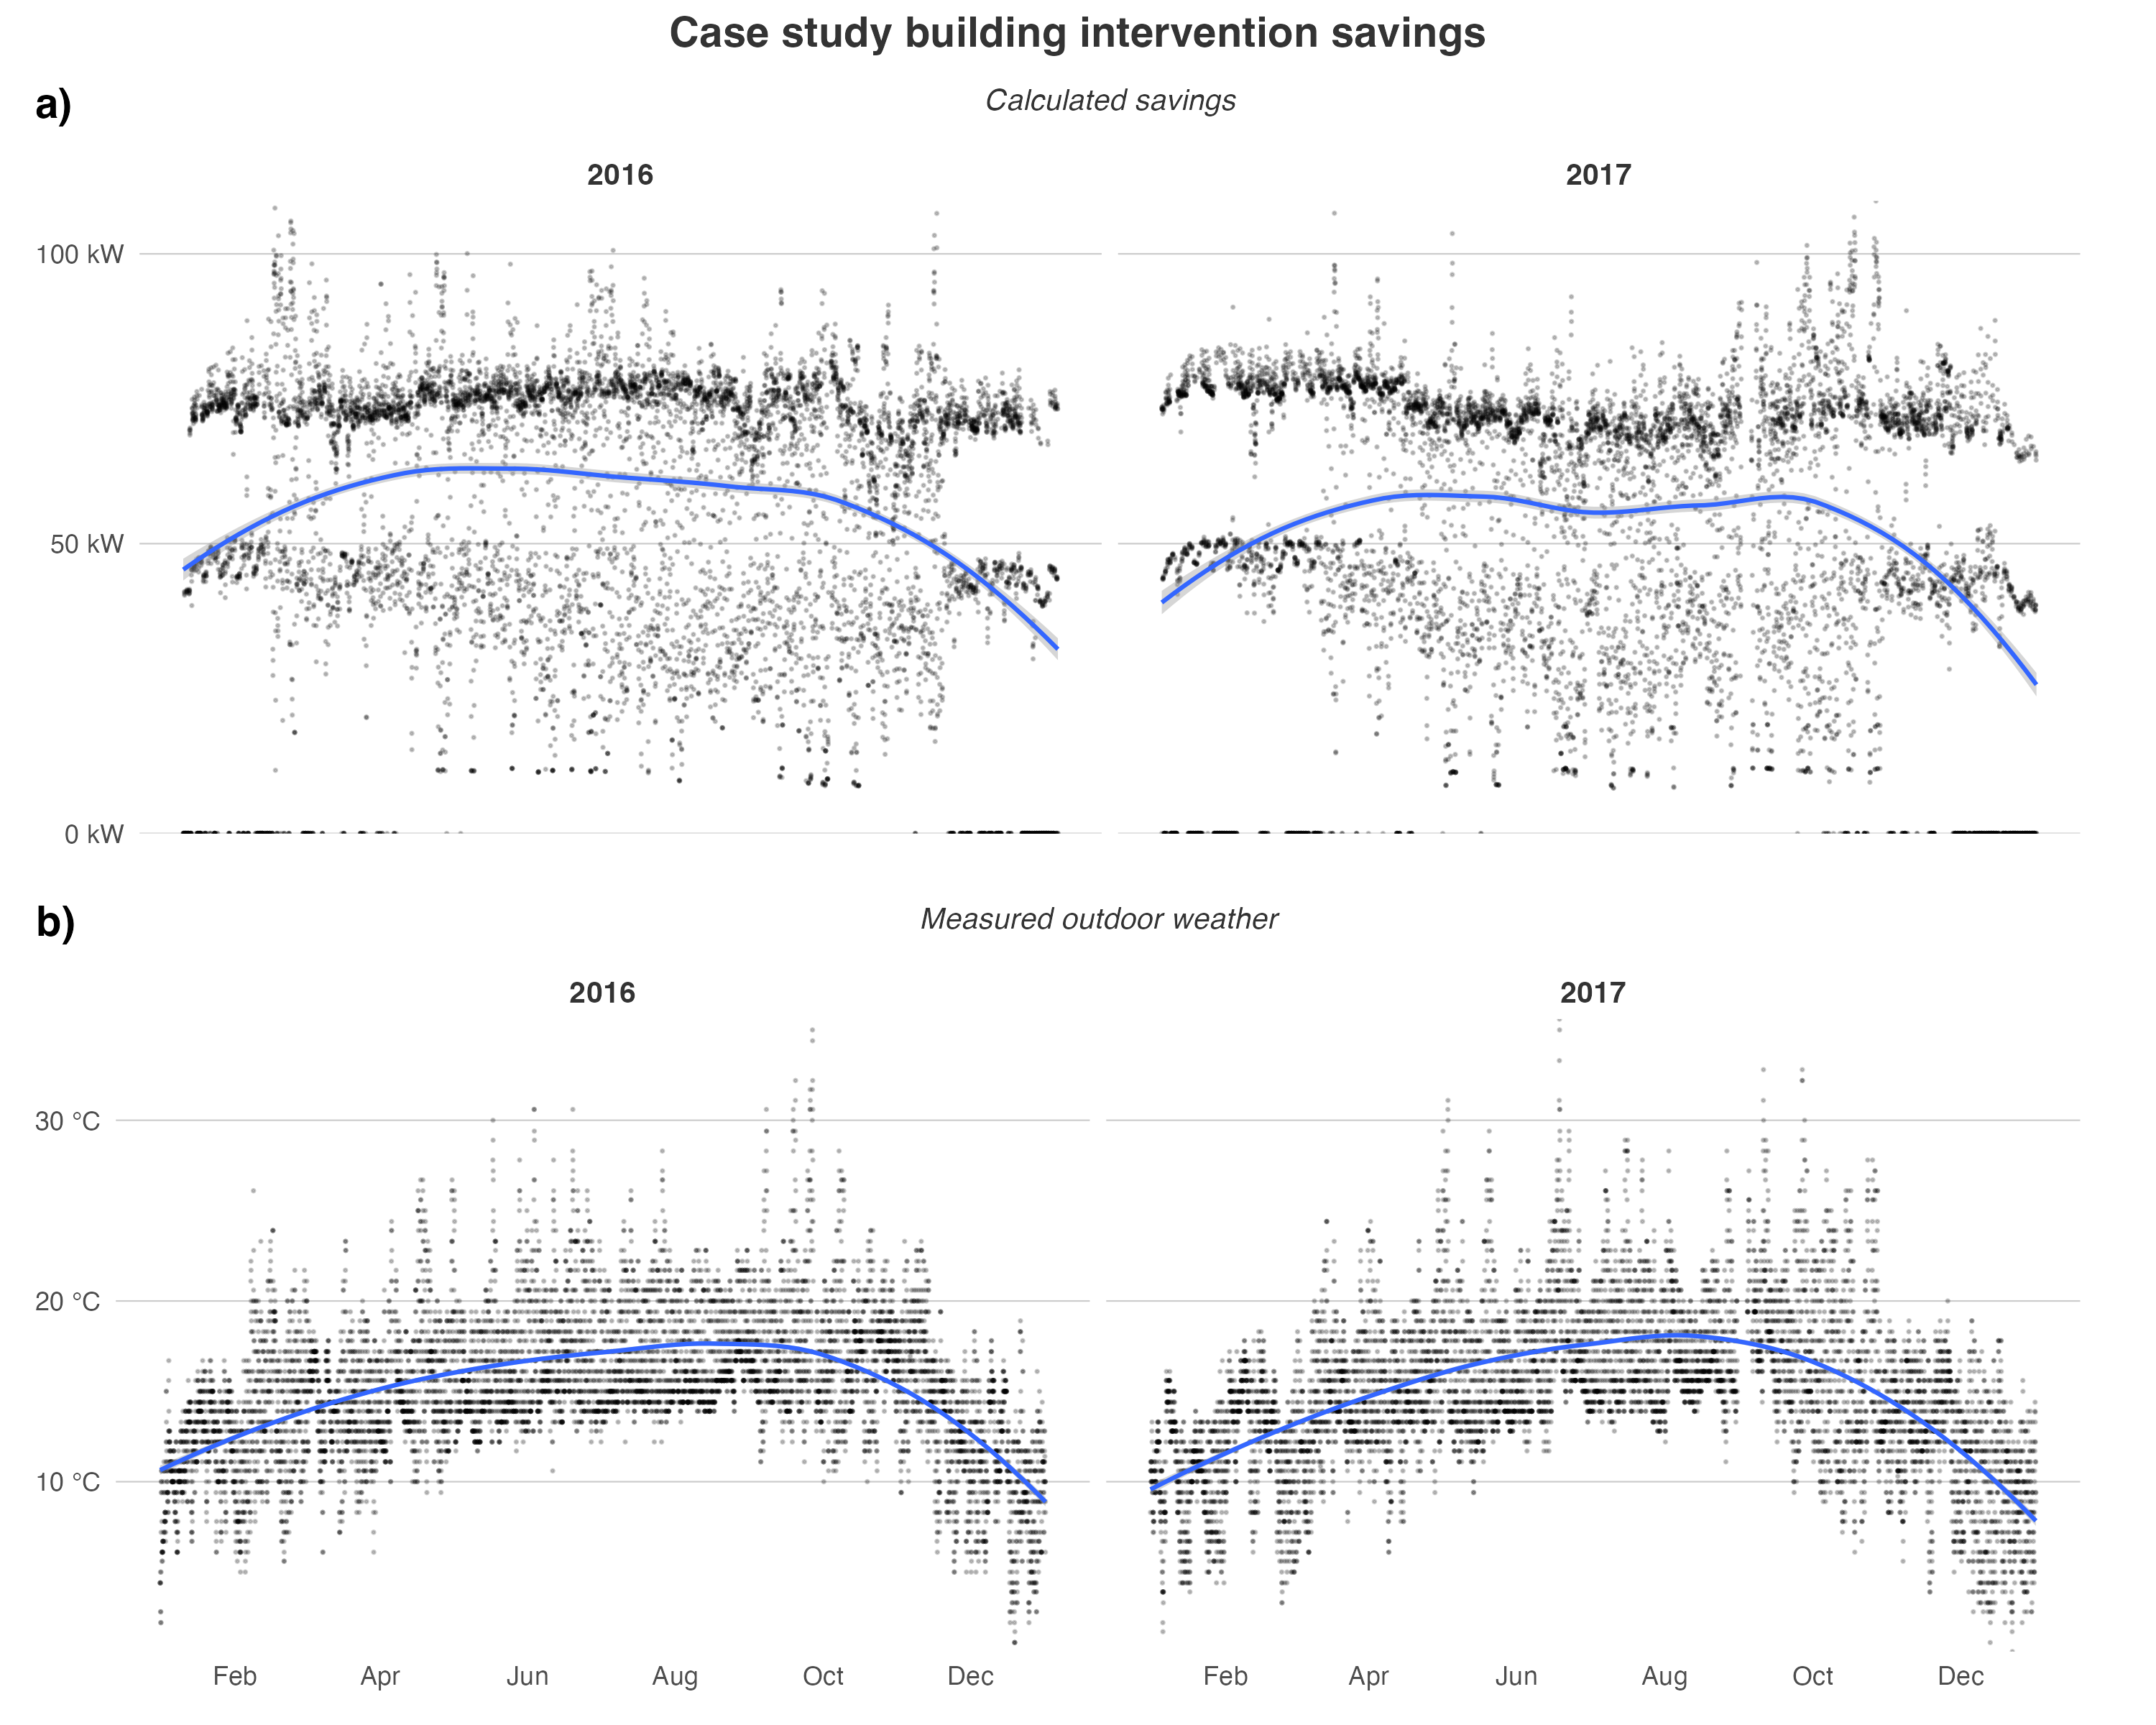 Case study building intervention savings
a)
Calculated savings
2016 2017
100 kW
50 kW
0 kW
b)
Measured outdoor weather
2016 2017
30 °C
20 °C
10 °C
Feb Apr Jun Aug Oct Dec Feb Apr Jun Aug Oct Dec